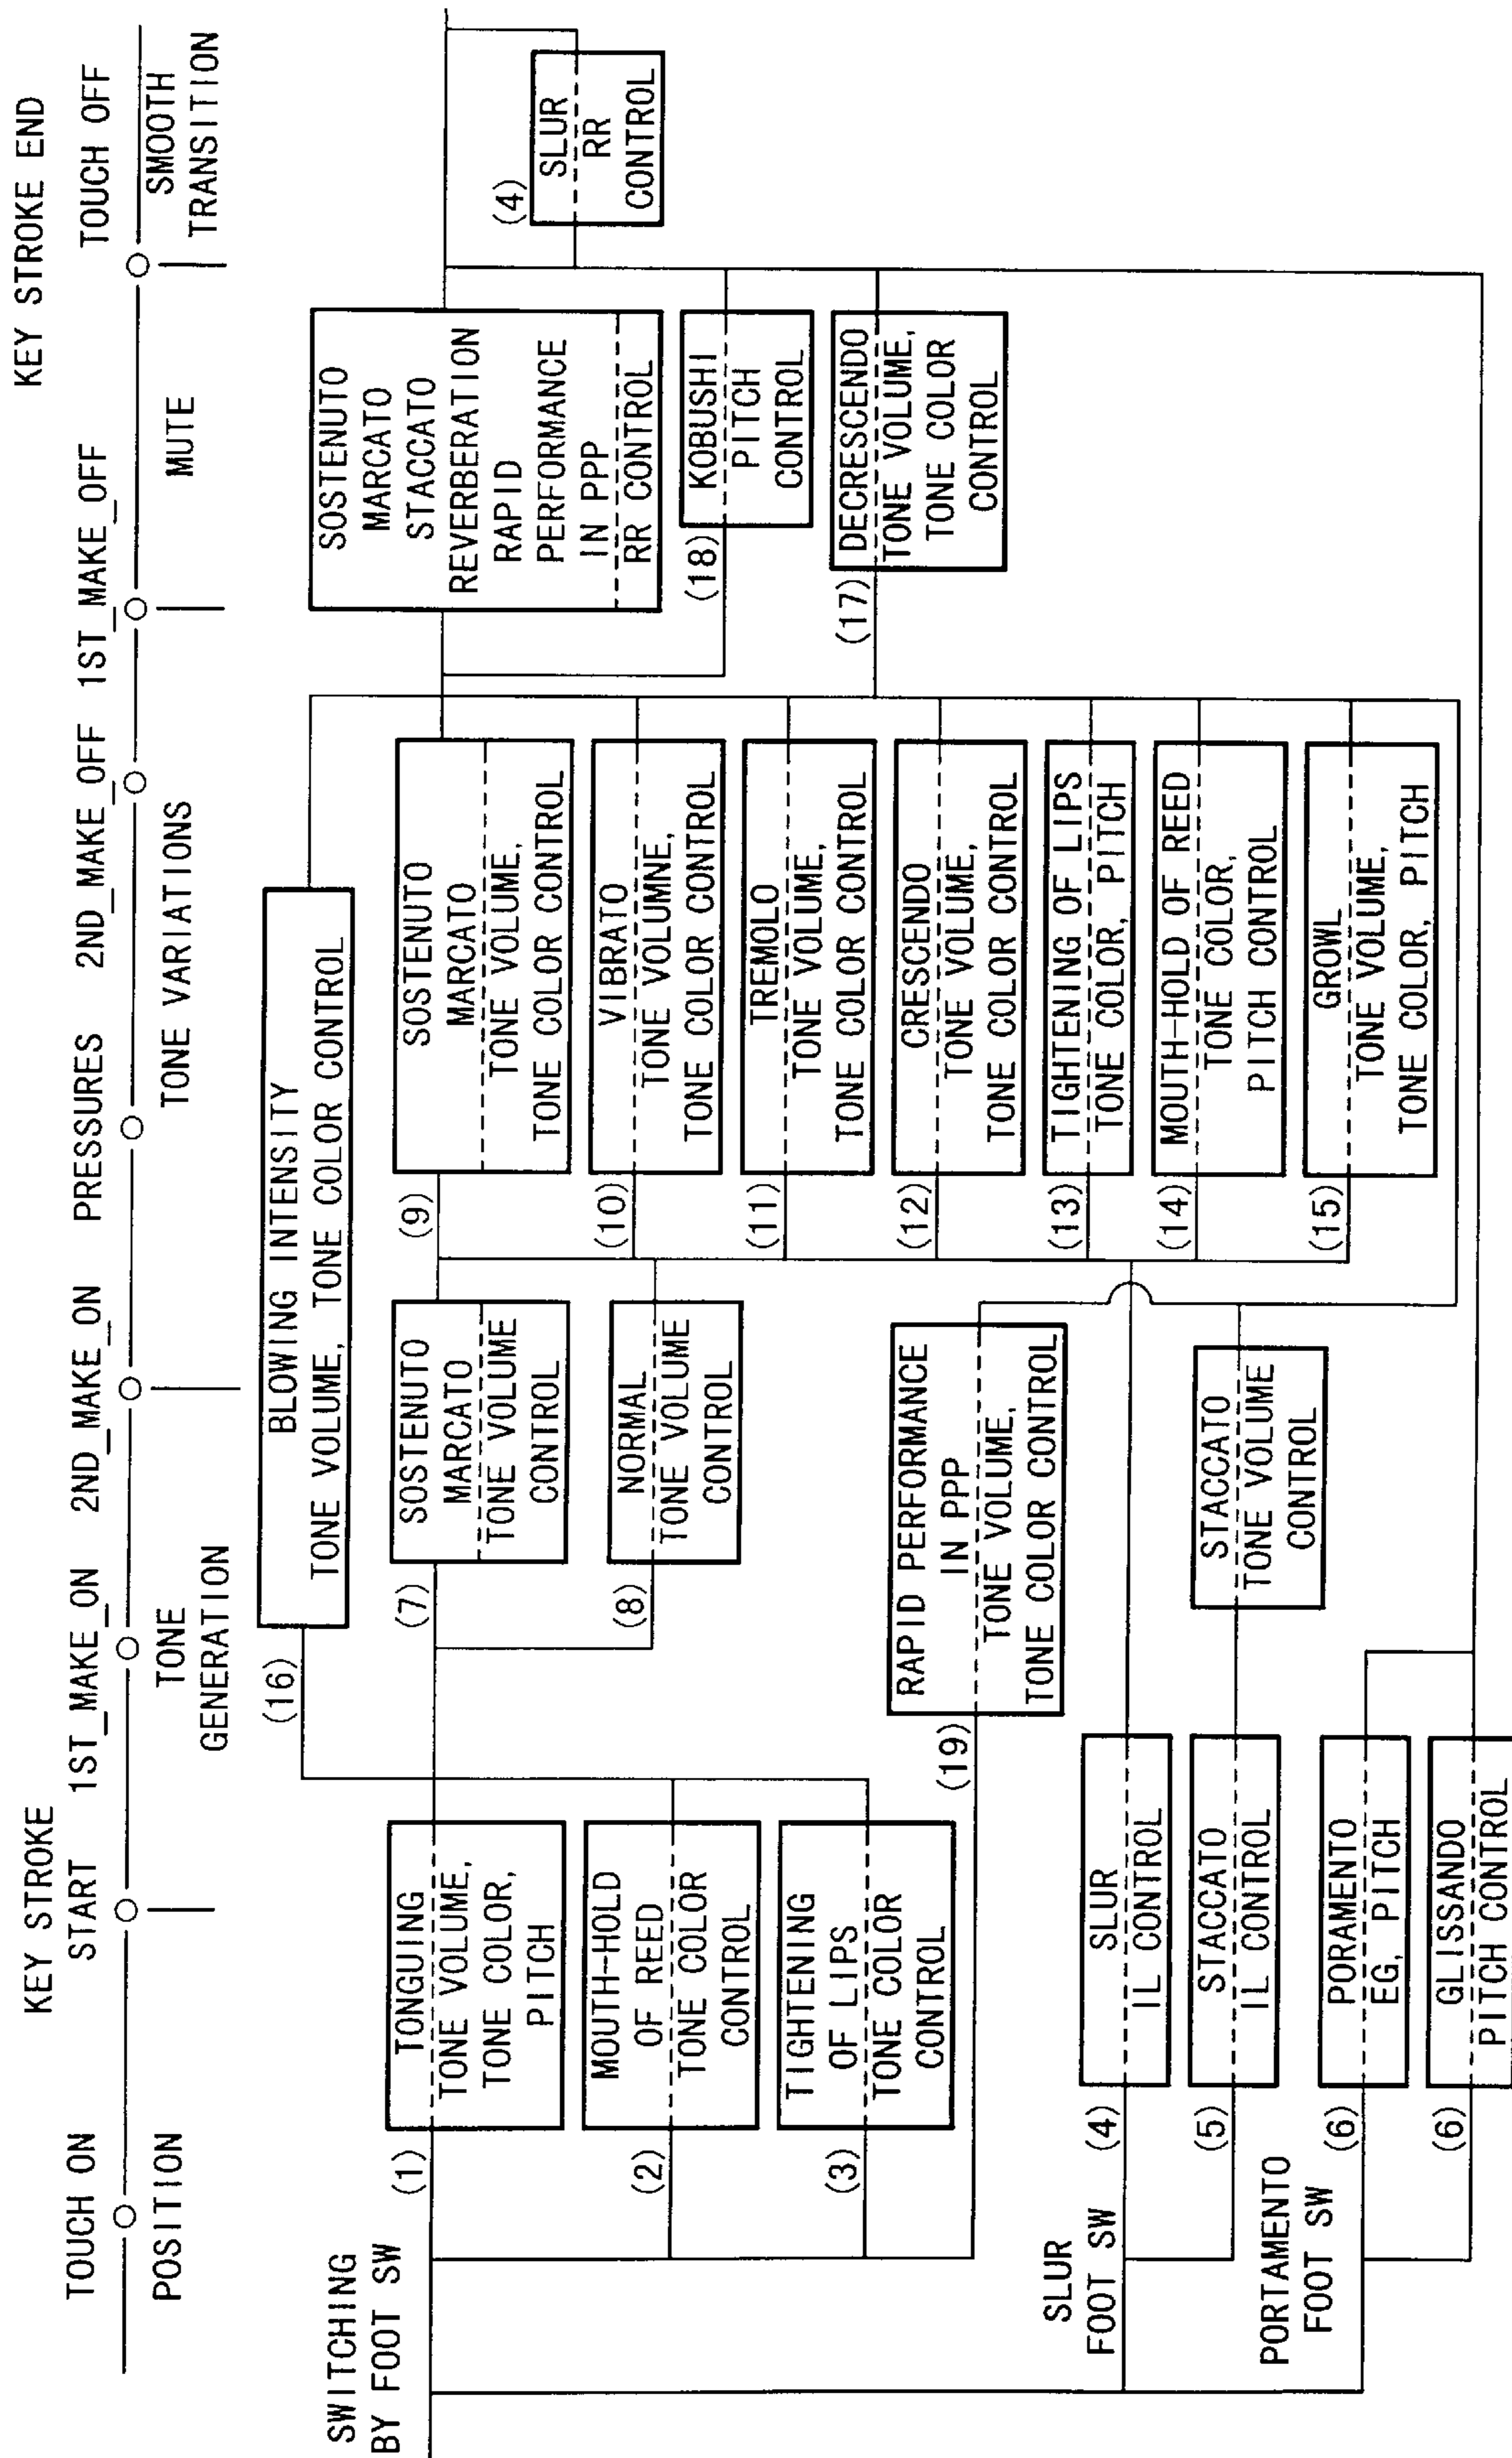 KEY STROKE
START
KEY STROKE END
TOUCH ON
1ST_MAKE_ON
2ND_MAKE_ON
PRESSURES
2ND_MAKE_OFF
1ST_MAKE_OFF
TOUCH OFF
POSITION
TONE
GENERATION
TONE VARIATIONS
MUTE
SMOOTH
TRANSITION
SWITCHING
BY FOOT SW
(1)
TONGUING
TONE VOLUME,
TONE COLOR,
PITCH
(2)
MOUTH-HOLD
OF REED
TONE COLOR
CONTROL
(3)
TIGHTENING
OF LIPS
TONE COLOR
CONTROL
SLUR
FOOT SW
(4)
SLUR
IL CONTROL
(5)
STACCATO
IL CONTROL
PORTAMENTO
FOOT SW
(6)
PORAMENTO
EG, PITCH
(6)
GLISSANDO
PITCH CONTROL
(16)
BLOWING INTENSITY
TONE VOLUME, TONE COLOR CONTROL
(7)
SOSTENUTO
MARCATO
TONE VOLUME
CONTROL
(8)
NORMAL
TONE VOLUME
CONTROL
(19)
RAPID PERFORMANCE
IN PPP
TONE VOLUME,
TONE COLOR CONTROL
STACCATO
TONE VOLUME
CONTROL
(9)
SOSTENUTO
MARCATO
TONE VOLUME,
TONE COLOR CONTROL
(10)
VIBRATO
TONE VOLUMNE,
TONE COLOR CONTROL
(11)
TREMOLO
TONE VOLUME,
TONE COLOR CONTROL
(12)
CRESCENDO
TONE VOLUME,
TONE COLOR CONTROL
(13)
TIGHTENING OF LIPS
TONE COLOR, PITCH
(14)
MOUTH-HOLD OF REED
TONE COLOR,
PITCH CONTROL
(15)
GROWL
TONE VOLUME,
TONE COLOR, PITCH
SOSTENUTO
MARCATO
STACCATO
REVERBERATION
RAPID
PERFORMANCE
IN PPP
RR CONTROL
(18)
KOBUSHI
PITCH
CONTROL
(17)
DECRESCENDO
TONE VOLUME,
TONE COLOR
CONTROL
(4)
SLUR
RR
CONTROL